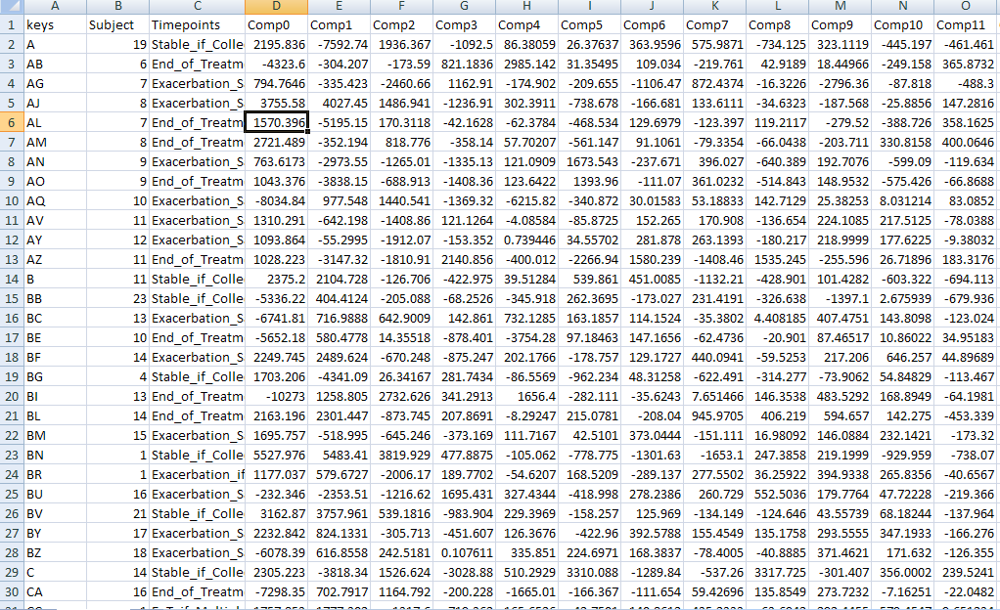 A B C D E F G H I J K L M N O
1 keys Subject Timepoints Comp0 Comp1 Comp2 Comp3 Comp4 Comp5 Comp6 Comp7 Comp8 Comp9 Comp10 Comp11
2 A 19 Stable_if_Colle 2195.836 -7592.74 1936.367 -1092.5 86.38059 26.37637 363.9596 575.9871 -734.125 323.1119 -445.197 -461.461
3 AB 6 End_of_Treatm -4323.6 -304.207 -173.59 821.1836 2985.142 31.35495 109.034 -219.761 42.9189 18.44966 -249.158 365.8732
4 AG 7 Exacerbation_S 794.7646 -335.423 -2460.66 1162.91 -174.902 -209.655 -1106.47 872.4374 -16.3226 -2796.36 -87.818 -488.3
5 AJ 8 Exacerbation_S 3755.58 4027.45 1486.941 -1236.91 302.3911 -738.678 -166.681 133.6111 -34.6323 -187.568 -25.8856 147.2816
6 AL 7 End_of_Treatm 1570.396 -5195.15 170.3118 -42.1628 -62.3784 -468.534 129.6979 -123.397 119.2117 -279.52 -388.726 358.1625
7 AM 8 End_of_Treatm 2721.489 -352.194 818.776 -358.14 57.70207 -561.147 91.1061 -79.3354 -66.0438 -203.711 330.8158 400.0646
8 AN 9 Exacerbation_S 763.6173 -2973.55 -1265.01 -1335.13 121.0909 1673.543 -237.671 396.027 -640.389 192.7076 -599.09 -119.634
9 AO 9 End_of_Treatm 1043.376 -3838.15 -688.913 -1408.36 123.6422 1393.96 -111.07 361.0232 -514.843 148.9532 -575.426 -66.8688
10 AQ 10 Exacerbation_S -8034.84 977.548 1440.541 -1369.32 -6215.82 -340.872 30.01583 53.18833 142.7129 25.38253 8.031214 83.0852
11 AV 11 Exacerbation_S 1310.291 -642.198 -1408.86 121.1264 -4.08584 -85.8725 152.265 170.908 -136.654 224.1085 217.5125 -78.0388
12 AY 12 Exacerbation_S 1093.864 -55.2995 -1912.07 -153.352 0.739446 34.55702 281.878 263.1393 -180.217 218.9999 177.6225 -9.38032
13 AZ 11 End_of_Treatm 1028.223 -3147.32 -1810.91 2140.856 -400.012 -2266.94 1580.239 -1408.46 1535.245 -255.596 26.71896 183.3176
14 B 11 Stable_if_Colle 2375.2 2104.728 -126.706 -422.975 39.51284 539.861 451.0085 -1132.21 -428.901 101.4282 -603.322 -694.113
15 BB 23 Stable_if_Colle -5336.22 404.4124 -205.088 -68.2526 -345.918 262.3695 -173.027 231.4191 -326.638 -1397.1 2.675939 -679.936
16 BC 13 Exacerbation_S -6741.81 716.9888 642.9009 142.861 732.1285 163.1857 114.1524 -35.3802 4.408185 407.4751 143.8098 -123.024
17 BE 10 End_of_Treatm -5652.18 580.4778 14.35518 -878.401 -3754.28 97.18463 147.1656 -62.4736 -20.901 87.46517 10.86022 34.95183
18 BF 14 Exacerbation_S 2249.745 2489.624 -670.248 -875.247 202.1766 -178.757 129.1727 440.0941 -59.5253 217.206 646.257 44.89689
19 BG 4 Stable_if_Colle 1703.206 -4341.09 26.34167 281.7434 -86.5569 -962.234 48.31258 -622.491 -314.277 -73.9062 54.84829 -113.467
20 BI 13 End_of_Treatm -10273 1258.805 2732.626 341.2913 1656.4 -282.111 -35.6243 7.651466 146.3538 483.5292 168.8949 -64.1981
21 BL 14 End_of_Treatm 2163.196 2301.447 -873.745 207.8691 -8.29247 215.0781 -208.04 945.9705 406.219 594.657 142.275 -453.339
22 BM 15 Exacerbation_S 1695.757 -518.995 -645.246 -373.169 111.7167 42.5101 373.0444 -151.111 16.98092 146.0884 232.1421 -173.32
23 BN 1 Stable_if_Colle 5527.976 5483.41 3819.929 477.8875 -105.062 -778.775 -1301.63 -1653.1 247.3858 219.1999 -929.959 -738.07
24 BR 1 Exacerbation_if 1177.037 579.6727 -2006.17 189.7702 -54.6207 168.5209 -289.137 277.5502 36.25922 394.9338 265.8356 -40.6567
25 BU 16 Exacerbation_S -232.346 -2353.51 -1216.62 1695.431 327.4344 -418.998 278.2386 260.729 552.5036 179.7764 47.72228 -219.366
26 BV 21 Stable_if_Colle 3162.87 3757.961 539.1816 -983.904 229.3969 -158.257 125.969 -134.149 -124.646 43.55739 68.18244 -137.964
27 BY 17 Exacerbation_S 2232.842 824.1331 -305.713 -451.607 126.3676 -422.96 392.5788 155.4549 135.1758 293.5555 347.1933 -166.276
28 BZ 18 Exacerbation_S -6078.39 616.8558 242.5181 0.107611 335.851 224.6971 168.3837 -78.4005 -40.8885 371.4621 171.632 -126.355
29 C 14 Stable_if_Colle 2305.223 -3818.34 1526.624 -3028.88 510.2929 3310.088 -1289.84 -537.26 3317.725 -301.407 356.0002 239.5241
30 CA 16 End_of_Treatm -7298.35 702.7917 1164.792 -200.228 -1665.01 -166.367 -111.654 59.42696 135.8549 273.7232 -7.16251 -22.0482